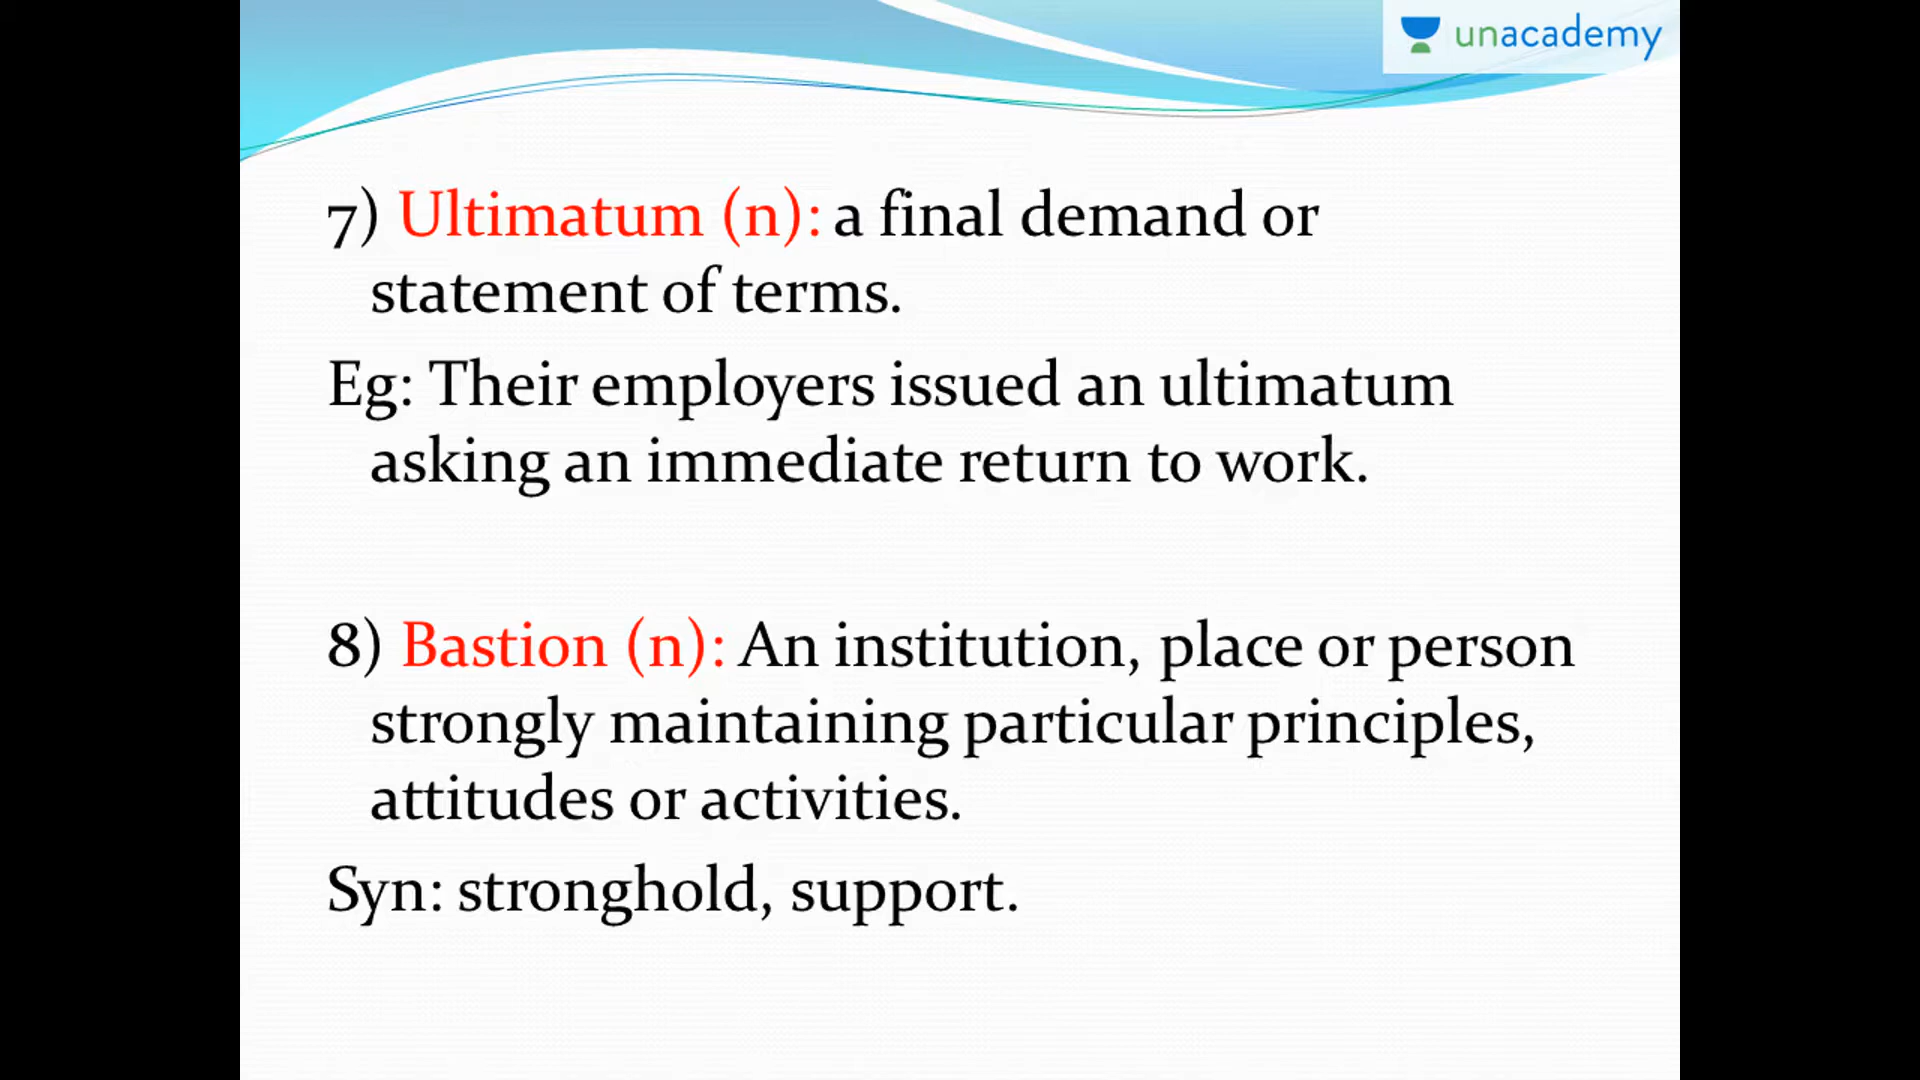 unacademy
7) Ultimatum (n): a final demand or
statement of terms.
Eg: Their employers issued an ultimatum
asking an immediate return to work.
8) Bastion (n): An institution, place or person
strongly maintaining particular principles,
attitudes or activities.
Syn: stronghold, support.